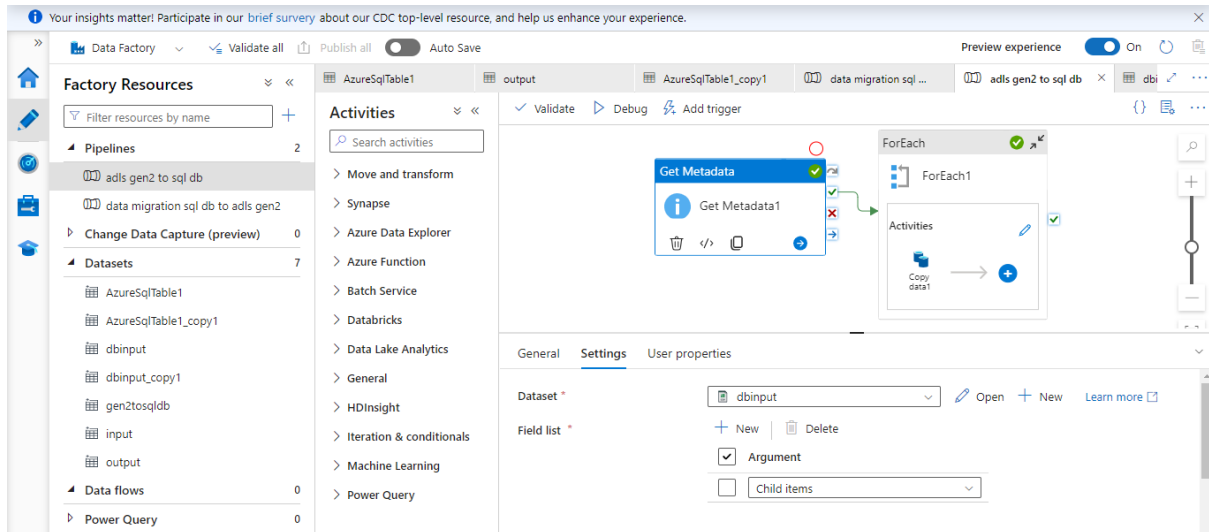 Your insights matter! Participate in our brief survery about our CDC top-level resource, and help us enhance your experience.
Data Factory
Validate all
Publish all
Auto Save
Preview experience
On
Factory Resources
Filter resources by name
Pipelines 2
adls gen2 to sql db
data migration sql db to adls gen2
Change Data Capture (preview) 0
Datasets 7
AzureSqlTable1
AzureSqlTable1_copy1
dbinput
dbinput_copy1
gen2tosqldb
input
output
Data flows 0
Power Query 0
AzureSqlTable1
output
AzureSqlTable1_copy1
data migration sql ...
adls gen2 to sql db
dbi
Activities
Search activities
Move and transform
Synapse
Azure Data Explorer
Azure Function
Batch Service
Databricks
Data Lake Analytics
General
HDInsight
Iteration & conditionals
Machine Learning
Power Query
Validate
Debug
Add trigger
Get Metadata
Get Metadata1
ForEach
ForEach1
Activities
Copy
data1
General Settings User properties
Dataset *
dbinput
Open
New
Learn more
Field list *
New
Delete
Argument
Child items